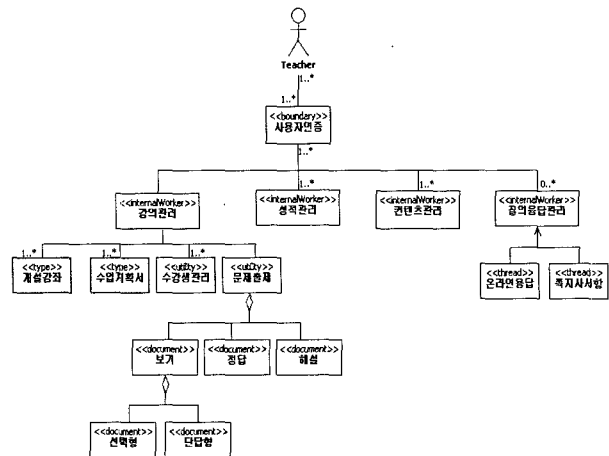 Teacher
1..*
1..*
<<boundary>>
사용자인증
1..*
1..*
1..*
0..*
<<internalWorker>>
강의관리
<<internalWorker>>
성적관리
<<internalWorker>>
컨텐츠관리
<<internalWorker>>
질의응답관리
1..*
1..*
1..*
<<type>>
개설강좌
<<type>>
수업계획서
<<utility>>
수강생관리
<<utility>>
문제출제
<<thread>>
온라인응답
<<thread>>
쪽지사서함
<<document>>
보기
<<document>>
정답
<<document>>
해설
<<document>>
선택형
<<document>>
단답형